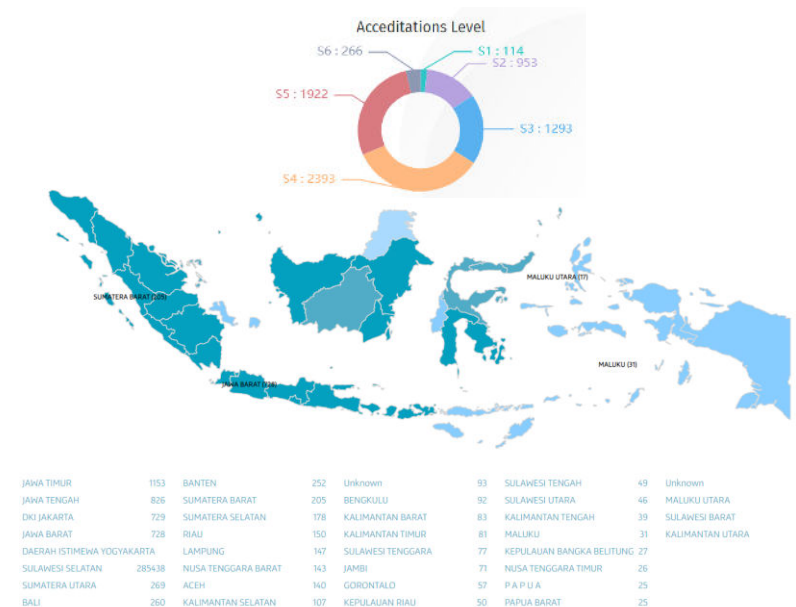 Acceditations Level
S6 : 266
S1 : 114
S2 : 953
S5 : 1922
S3 : 1293
S4 : 2393
MALUKU UTARA (17)
SUMATERA BARAT (205)
MALUKU (31)
JAWA BARAT
JAWA TIMUR 1153 BANTEN 252 Unknown 93 SULAWESI TENGAH 49 Unknown
JAWA TENGAH 826 SUMATERA BARAT 205 BENGKULU 92 SULAWESI UTARA 46 MALUKU UTARA
DKI JAKARTA 729 SUMATERA SELATAN 178 KALIMANTAN BARAT 83 KALIMANTAN TENGAH 39 SULAWESI BARAT
JAWA BARAT 728 RIAU 150 KALIMANTAN TIMUR 81 MALUKU 31 KALIMANTAN UTARA
DAERAH ISTIMEWA YOGYAKARTA LAMPUNG 147 SULAWESI TENGGARA 77 KEPULAUAN BANGKA BELITUNG 27
SULAWESI SELATAN 285438 NUSA TENGGARA BARAT 143 JAMBI 71 NUSA TENGGARA TIMUR 26
SUMATERA UTARA 269 ACEH 140 GORONTALO 57 P A P U A 25
BALI 260 KALIMANTAN SELATAN 107 KEPULAUAN RIAU 50 PAPUA BARAT 25